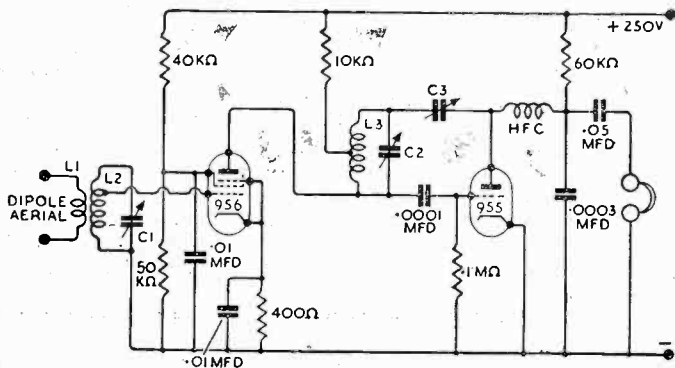 + 250V
40KΩ
10KΩ
60KΩ
C3
L3
C2
HFC
.05
MFD
L1
L2
DIPOLE
AERIAL
C1
956
.0001
MFD
955
.0003
MFD
50
KΩ
.01
MFD
.1MΩ
400Ω
.01MFD
−